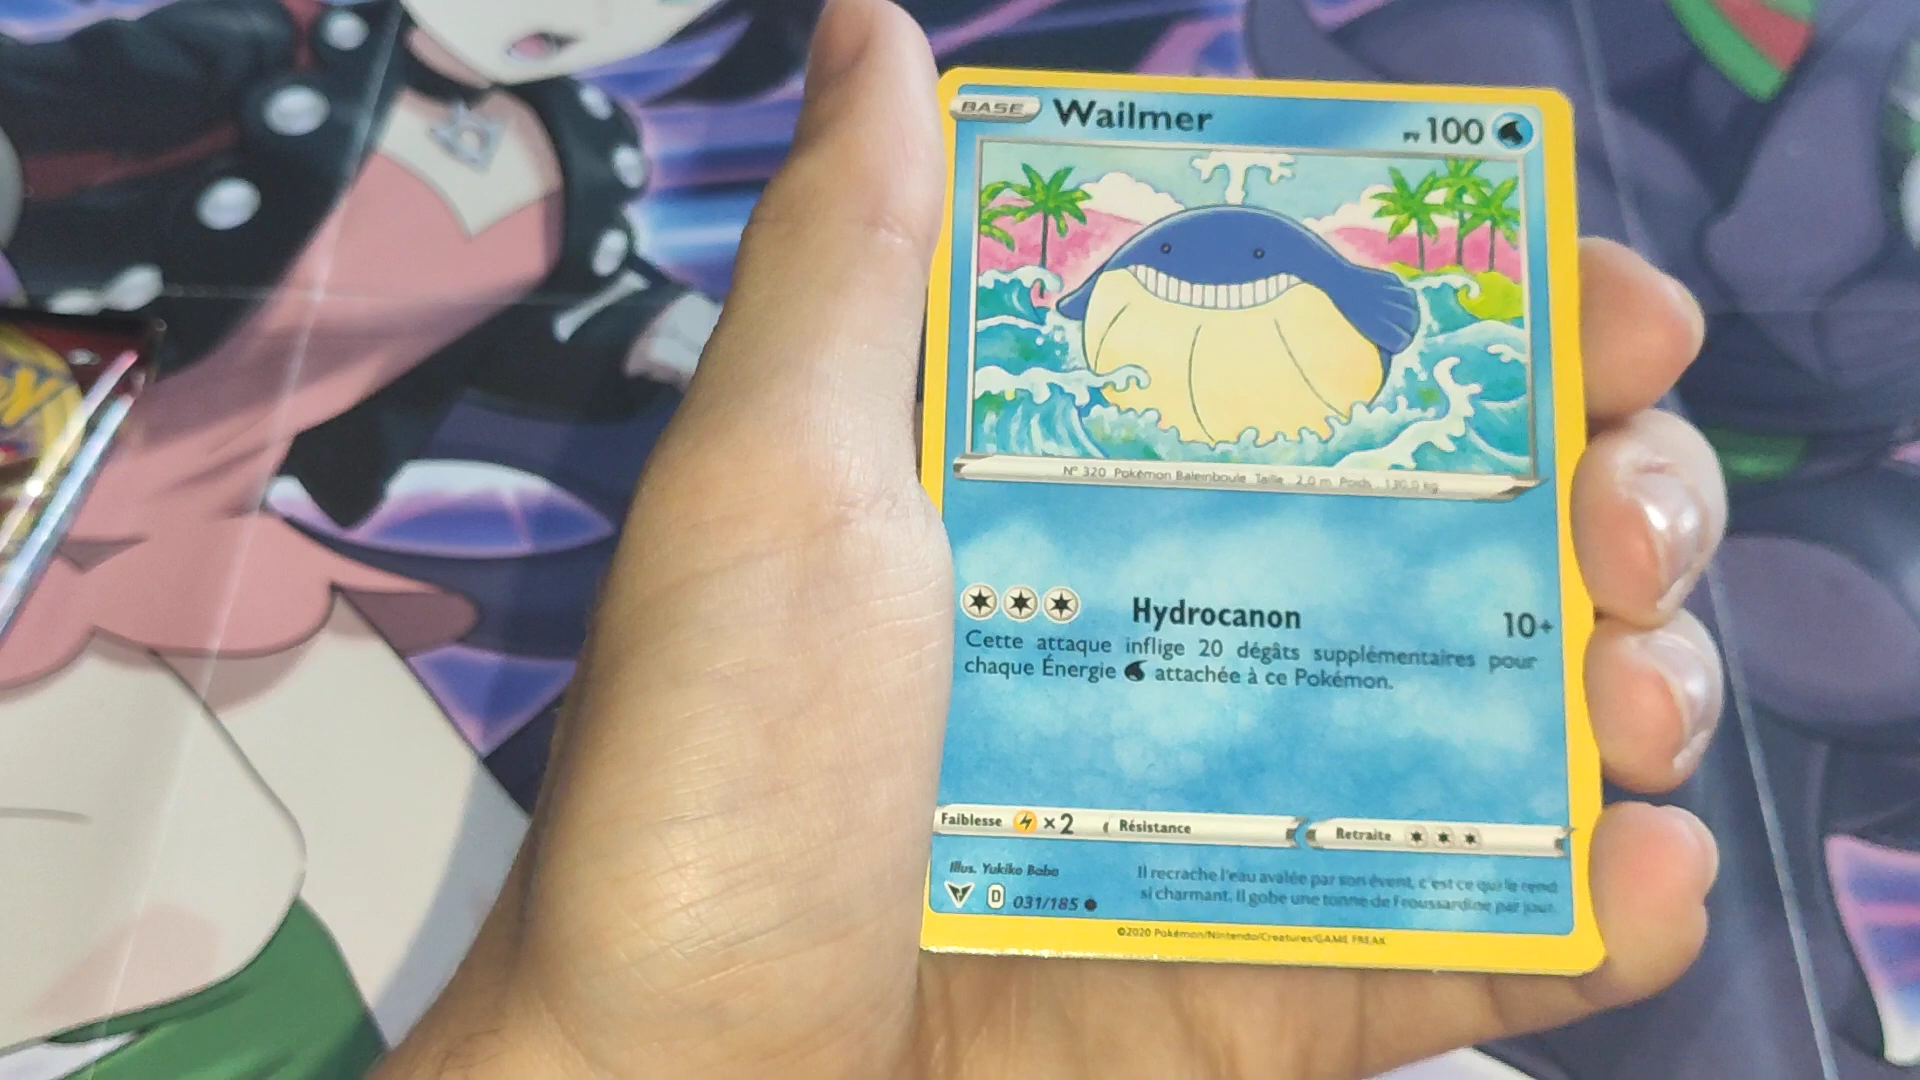 BASE Wailmer PV 100
N° 320 Pokémon Baleinboule Taille : 2,0 m Poids : 130,0 kg
Hydrocanon 10+
Cette attaque inflige 20 dégâts supplémentaires pour
chaque Énergie attachée à ce Pokémon.
Faiblesse ×2 Résistance Retraite
Illus. Yukiko Baba
D 031/185
Il recrache l'eau avalée par son évent, c'est ce qui le rend
si charmant. Il gobe une tonne de Froussardine par jour.
©2020 Pokémon/Nintendo/Creatures/GAME FREAK